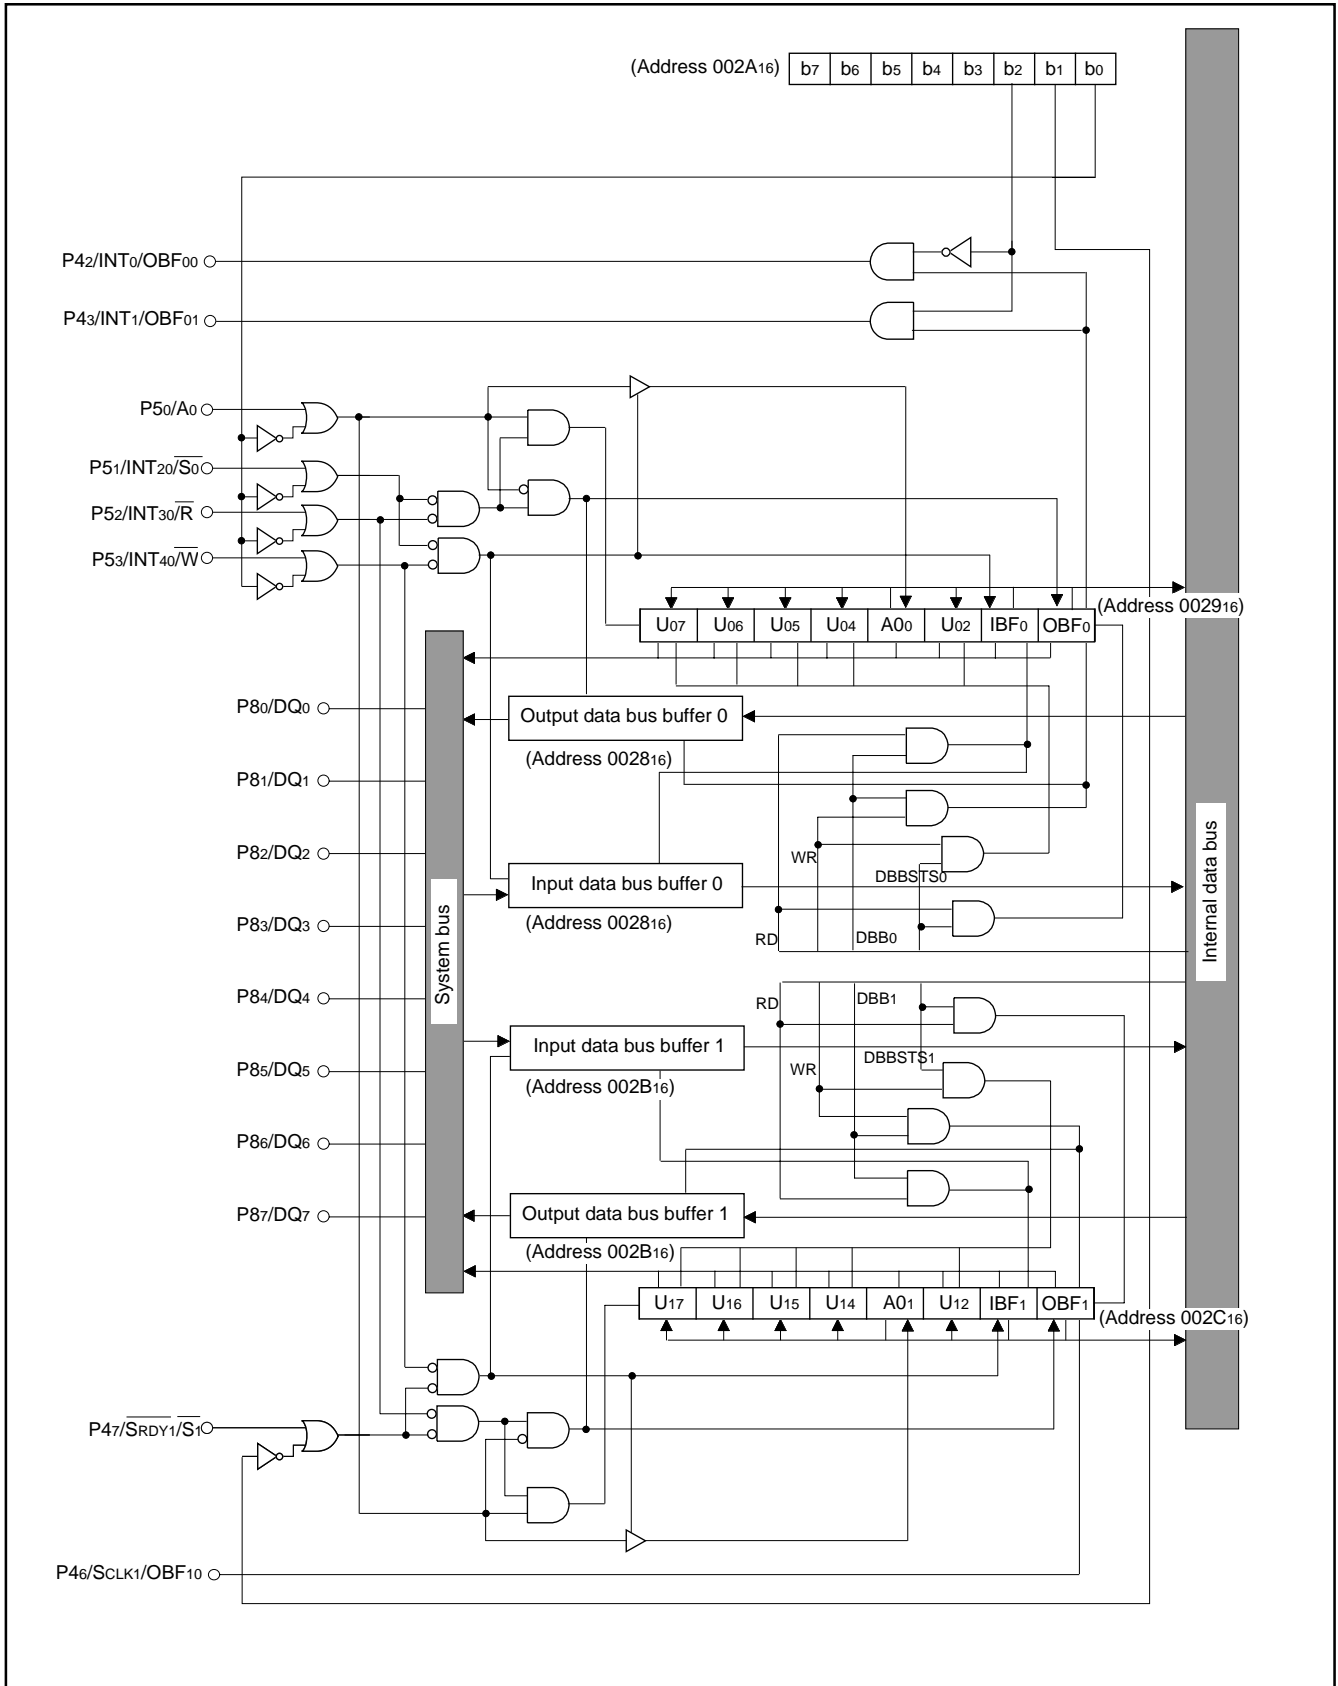 (Address 002A16) b7 b6 b5 b4 b3 b2 b1 b0
P42/INT0/OBF00
P43/INT1/OBF01
P50/A0
P51/INT20/S0
P52/INT30/R
P53/INT40/W
(Address 002916)
U07 U06 U05 U04 A00 U02 IBF0 OBF0
P80/DQ0
Output data bus buffer 0
(Address 002816)
P81/DQ1
P82/DQ2
WR
DBBSTS0
Input data bus buffer 0
(Address 002816)
P83/DQ3
RD
DBB0
System bus
Internal data bus
P84/DQ4
RD
DBB1
Input data bus buffer 1
(Address 002B16)
DBBSTS1
WR
P85/DQ5
P86/DQ6
P87/DQ7
Output data bus buffer 1
(Address 002B16)
U17 U16 U15 U14 A01 U12 IBF1 OBF1
(Address 002C16)
P47/SRDY1/S1
P46/SCLK1/OBF10